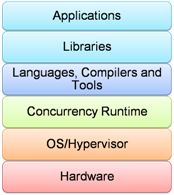 Applications
Libraries
Languages, Compilers and
Tools
Concurrency Runtime
OS/Hypervisor
Hardware